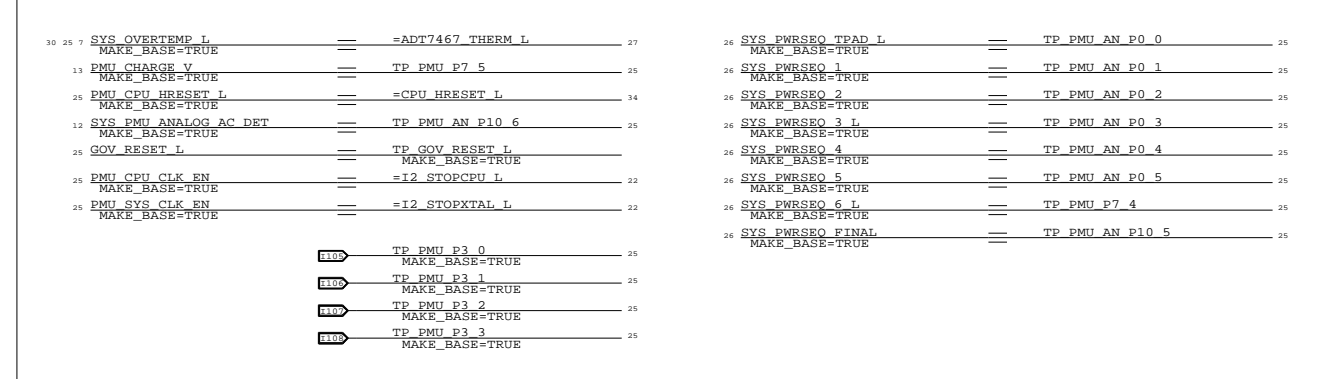 30 25 7 SYS_OVERTEMP_L =ADT7467_THERM_L 27
MAKE_BASE=TRUE
13 PMU_CHARGE_V TP_PMU_P7_5 25
MAKE_BASE=TRUE
25 PMU_CPU_HRESET_L =CPU_HRESET_L 34
MAKE_BASE=TRUE
12 SYS_PMU_ANALOG_AC_DET TP_PMU_AN_P10_6 25
MAKE_BASE=TRUE
25 GOV_RESET_L TP_GOV_RESET_L
MAKE_BASE=TRUE
25 PMU_CPU_CLK_EN =I2_STOPCPU_L 22
MAKE_BASE=TRUE
25 PMU_SYS_CLK_EN =I2_STOPXTAL_L 22
MAKE_BASE=TRUE
I105 TP_PMU_P3_0 25
MAKE_BASE=TRUE
I106 TP_PMU_P3_1 25
MAKE_BASE=TRUE
I107 TP_PMU_P3_2 25
MAKE_BASE=TRUE
I108 TP_PMU_P3_3 25
MAKE_BASE=TRUE
26 SYS_PWRSEQ_TPAD_L TP_PMU_AN_P0_0 25
MAKE_BASE=TRUE
26 SYS_PWRSEQ_1 TP_PMU_AN_P0_1 25
MAKE_BASE=TRUE
26 SYS_PWRSEQ_2 TP_PMU_AN_P0_2 25
MAKE_BASE=TRUE
26 SYS_PWRSEQ_3_L TP_PMU_AN_P0_3 25
MAKE_BASE=TRUE
26 SYS_PWRSEQ_4 TP_PMU_AN_P0_4 25
MAKE_BASE=TRUE
26 SYS_PWRSEQ_5 TP_PMU_AN_P0_5 25
MAKE_BASE=TRUE
26 SYS_PWRSEQ_6_L TP_PMU_P7_4 25
MAKE_BASE=TRUE
26 SYS_PWRSEQ_FINAL TP_PMU_AN_P10_5 25
MAKE_BASE=TRUE